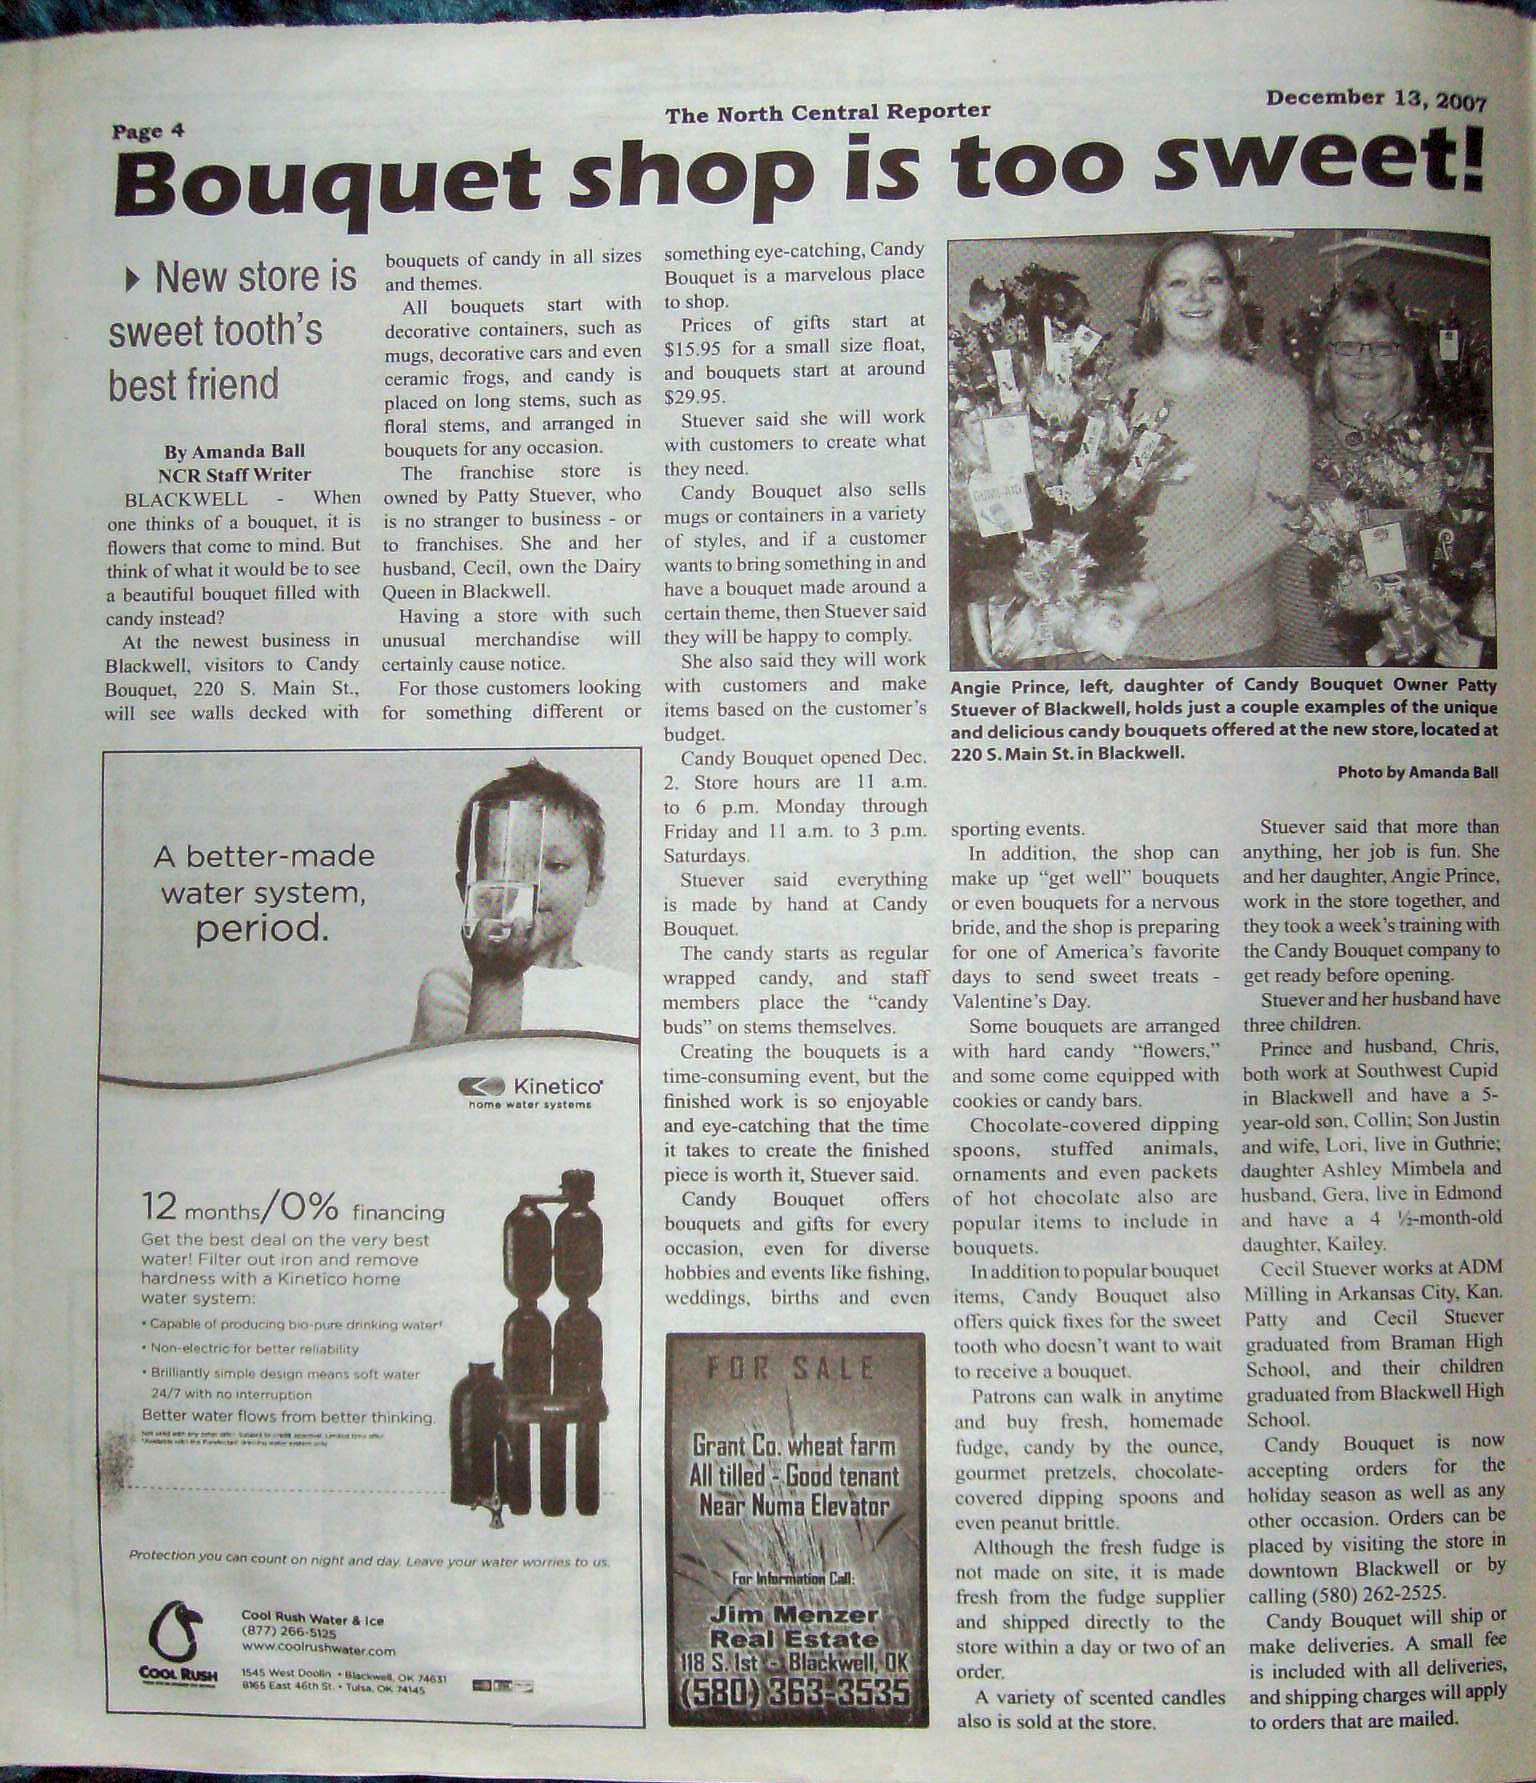 Page 4
The North Central Reporter
December 13, 2007
Bouquet shop is too sweet!
New store is
sweet tooth's
best friend
By Amanda Ball
NCR Staff Writer
BLACKWELL - When
one thinks of a bouquet, it is
flowers that come to mind. But
think of what it would be to see
a beautiful bouquet filled with
candy instead?
At the newest business in
Blackwell, visitors to Candy
Bouquet, 220 S. Main St.,
will see walls decked with
bouquets of candy in all sizes
and themes.
All bouquets start with
decorative containers, such as
mugs, decorative cars and even
ceramic frogs, and candy is
placed on long stems, such as
floral stems, and arranged in
bouquets for any occasion.
The franchise store is
owned by Patty Stuever, who
is no stranger to business - or
to franchises. She and her
husband, Cecil, own the Dairy
Queen in Blackwell.
Having a store with such
unusual merchandise will
certainly cause notice.
For those customers looking
for something different or
something eye-catching, Candy
Bouquet is a marvelous place
to shop.
Prices of gifts start at
$15.95 for a small size float,
and bouquets start at around
$29.95.
Stuever said she will work
with customers to create what
they need.
Candy Bouquet also sells
mugs or containers in a variety
of styles, and if a customer
wants to bring something in and
have a bouquet made around a
certain theme, then Stuever said
they will be happy to comply.
She also said they will work
with customers and make
items based on the customer's
budget.
Candy Bouquet opened Dec.
2. Store hours are 11 a.m.
to 6 p.m. Monday through
Friday and 11 a.m. to 3 p.m.
Saturdays.
Stuever said everything
is made by hand at Candy
Bouquet.
The candy starts as regular
wrapped candy, and staff
members place the "candy
buds" on stems themselves.
Creating the bouquets is a
time-consuming event, but the
finished work is so enjoyable
and eye-catching that the time
it takes to create the finished
piece is worth it, Stuever said.
Candy Bouquet offers
bouquets and gifts for every
occasion, even for diverse
hobbies and events like fishing,
weddings, births and even
Angie Prince, left, daughter of Candy Bouquet Owner Patty
Stuever of Blackwell, holds just a couple examples of the unique
and delicious candy bouquets offered at the new store, located at
220 S. Main St. in Blackwell.
Photo by Amanda Ball
sporting events.
In addition, the shop can
make up "get well" bouquets
or even bouquets for a nervous
bride, and the shop is preparing
for one of America's favorite
days to send sweet treats -
Valentine's Day.
Some bouquets are arranged
with hard candy "flowers,"
and some come equipped with
cookies or candy bars.
Chocolate-covered dipping
spoons, stuffed animals,
ornaments and even packets
of hot chocolate also are
popular items to include in
bouquets.
In addition to popular bouquet
items, Candy Bouquet also
offers quick fixes for the sweet
tooth who doesn't want to wait
to receive a bouquet.
Patrons can walk in anytime
and buy fresh, homemade
fudge, candy by the ounce,
gourmet pretzels, chocolate-
covered dipping spoons and
even peanut brittle.
Although the fresh fudge is
not made on site, it is made
fresh from the fudge supplier
and shipped directly to the
store within a day or two of an
order.
A variety of scented candles
also is sold at the store.
Stuever said that more than
anything, her job is fun. She
and her daughter, Angie Prince,
work in the store together, and
they took a week's training with
the Candy Bouquet company to
get ready before opening.
Stuever and her husband have
three children.
Prince and husband, Chris,
both work at Southwest Cupid
in Blackwell and have a 5-
year-old son, Collin; Son Justin
and wife, Lori, live in Guthrie;
daughter Ashley Mimbela and
husband, Gera, live in Edmond
and have a 4 ½-month-old
daughter, Kailey.
Cecil Stuever works at ADM
Milling in Arkansas City, Kan.
Patty and Cecil Stuever
graduated from Braman High
School, and their children
graduated from Blackwell High
School.
Candy Bouquet is now
accepting orders for the
holiday season as well as any
other occasion. Orders can be
placed by visiting the store in
downtown Blackwell or by
calling (580) 262-2525.
Candy Bouquet will ship or
make deliveries. A small fee
is included with all deliveries,
and shipping charges will apply
to orders that are mailed.
A better-made
water system,
period.
Kinetico
home water systems
12 months/0% financing
Get the best deal on the very best
water! Filter out iron and remove
hardness with a Kinetico home
water system:
• Capable of producing bio-pure drinking water†
• Non-electric for better reliability
• Brilliantly simple design means soft water
24/7 with no interruption
Better water flows from better thinking.
Protection you can count on night and day. Leave your water worries to us.
COOL RUSH
Cool Rush Water & Ice
(877) 266-5125
www.coolrushwater.com
1545 West Doolin • Blackwell, OK 74631
8165 East 46th St. • Tulsa, OK 74145
FOR SALE
Grant Co. wheat farm
All tilled - Good tenant
Near Numa Elevator
For Information Call:
Jim Menzer
Real Estate
118 S. 1st - Blackwell, OK
(580) 363-3535